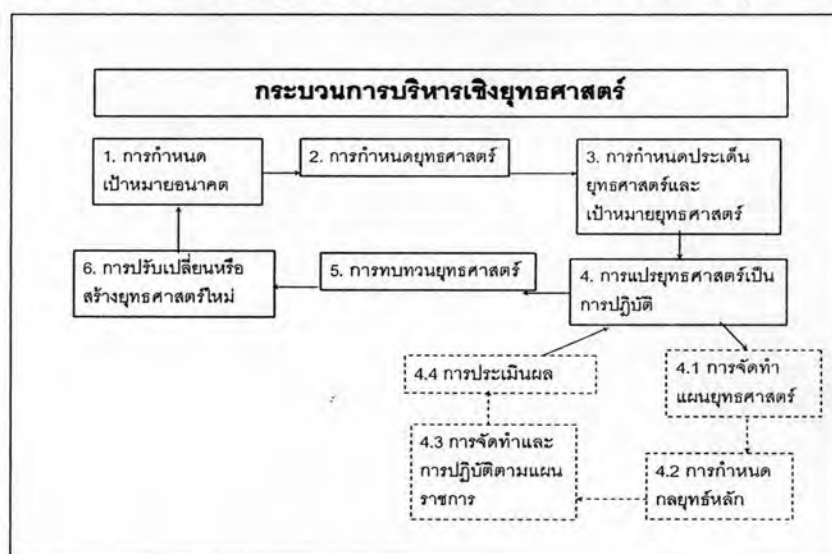 กระบวนการบริหารเชิงยุทธศาสตร์
1. การกำหนด
เป้าหมายอนาคต
2. การกำหนดยุทธศาสตร์
3. การกำหนดประเด็น
ยุทธศาสตร์และ
เป้าหมายยุทธศาสตร์
6. การปรับเปลี่ยนหรือ
สร้างยุทธศาสตร์ใหม่
5. การทบทวนยุทธศาสตร์
4. การแปรยุทธศาสตร์เป็น
การปฏิบัติ
4.4 การประเมินผล
4.1 การจัดทำ
แผนยุทธศาสตร์
4.3 การจัดทำและ
การปฏิบัติตามแผน
ราชการ
4.2 การกำหนด
กลยุทธ์หลัก